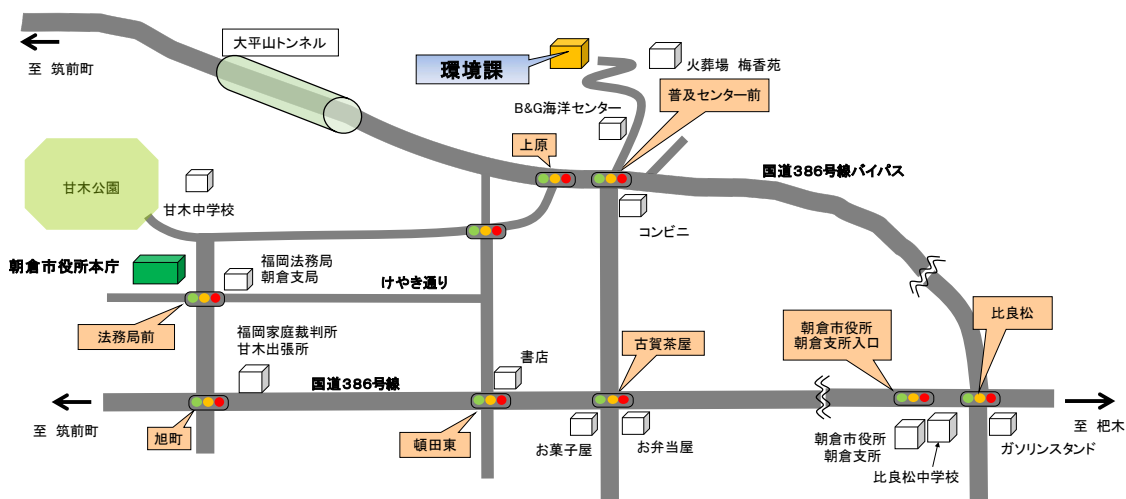 大平山トンネル
至 筑前町
環境課
火葬場 梅香苑
普及センター前
B&G海洋センター
上原
国道386号線バイパス
甘木公園
甘木中学校
コンビニ
朝倉市役所本庁
福岡法務局
朝倉支局
けやき通り
法務局前
福岡家庭裁判所
甘木出張所
書店
古賀茶屋
朝倉市役所
朝倉支所入口
比良松
国道386号線
至 筑前町
旭町
頓田東
お菓子屋
お弁当屋
朝倉市役所
朝倉支所
比良松中学校
ガソリンスタンド
至 杷木